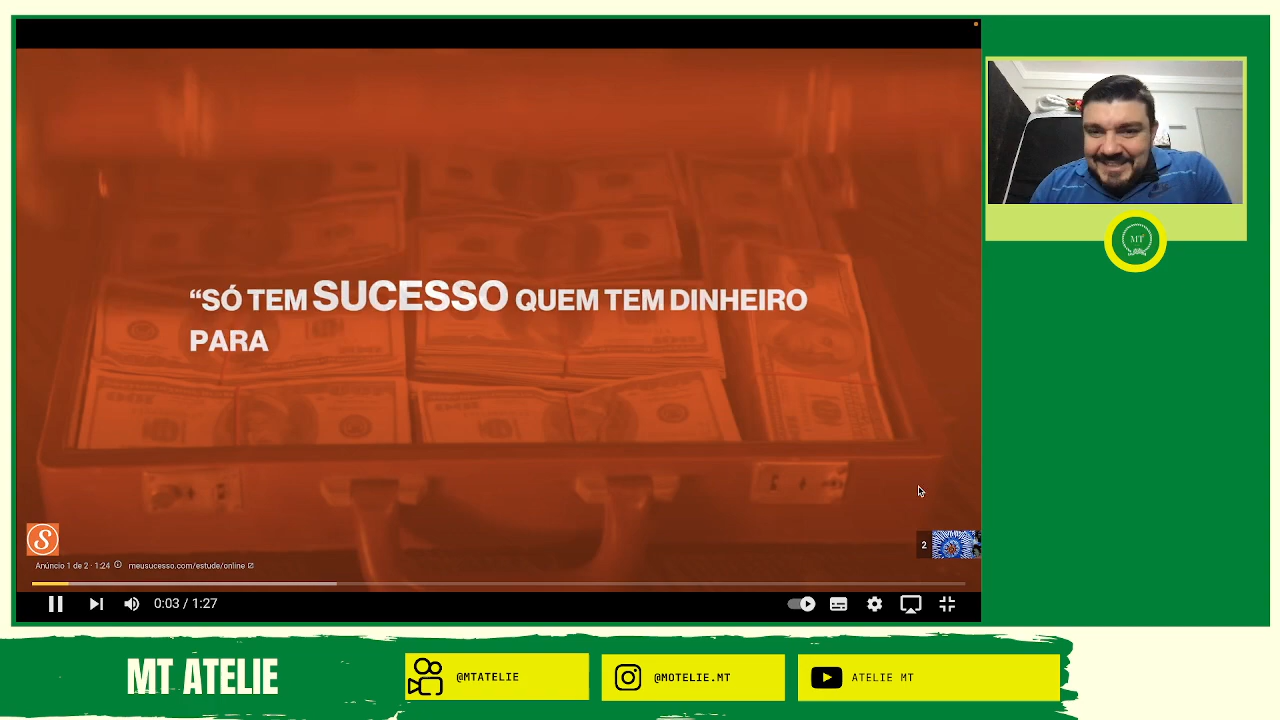 “SÓ TEM SUCESSO QUEM TEM DINHEIRO
PARA
MT
S
2
Anúncio 1 de 2 · 1:24
meusucesso.com/estude/online
0:03 / 1:27
MT ATELIE
@MTATELIE
@MOTELIE.MT
ATELIE MT